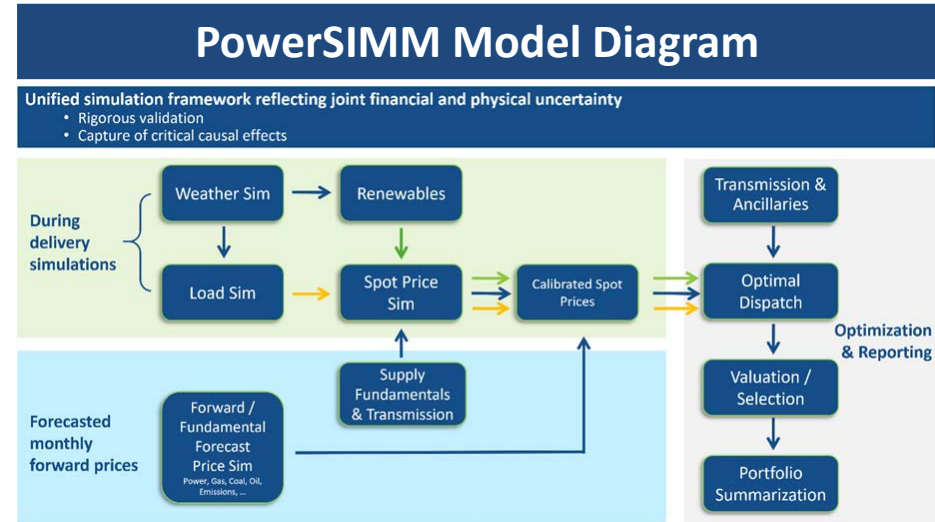 PowerSIMM Model Diagram
Unified simulation framework reflecting joint financial and physical uncertainty
• Rigorous validation
• Capture of critical causal effects
During
delivery
simulations
Weather Sim
Renewables
Load Sim
Spot Price
Sim
Calibrated Spot
Prices
Transmission &
Ancillaries
Optimal
Dispatch
Optimization
& Reporting
Valuation /
Selection
Portfolio
Summarization
Forecasted
monthly
forward prices
Forward /
Fundamental
Forecast
Price Sim
Power, Gas, Coal, Oil,
Emissions, ...
Supply
Fundamentals
& Transmission